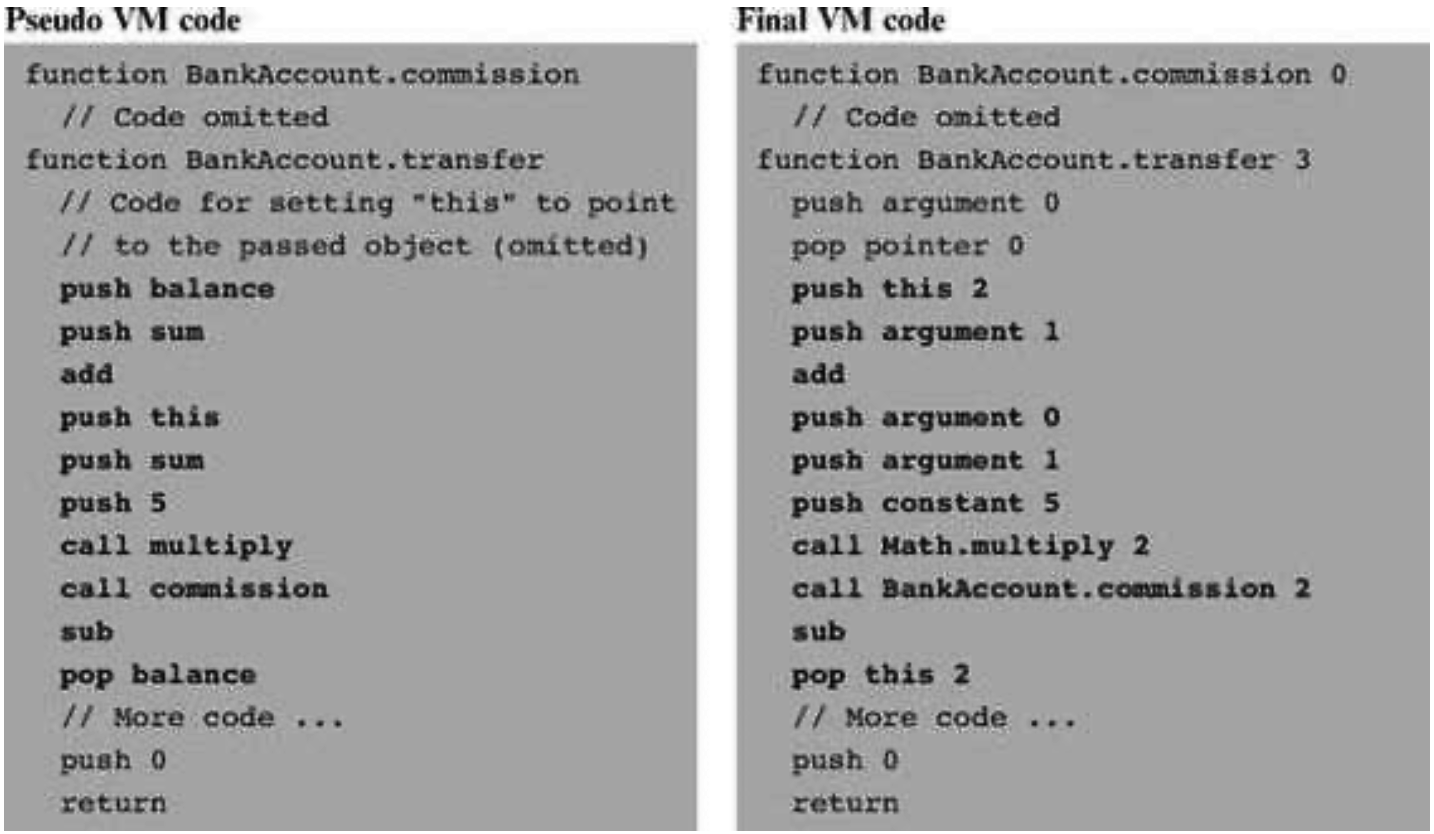 Pseudo VM code
function BankAccount.commission
// Code omitted
function BankAccount.transfer
// Code for setting "this" to point
// to the passed object (omitted)
push balance
push sum
add
push this
push sum
push 5
call multiply
call commission
sub
pop balance
// More code ...
push 0
return
Final VM code
function BankAccount.commission 0
// Code omitted
function BankAccount.transfer 3
push argument 0
pop pointer 0
push this 2
push argument 1
add
push argument 0
push argument 1
push constant 5
call Math.multiply 2
call BankAccount.commission 2
sub
pop this 2
// More code ...
push 0
return